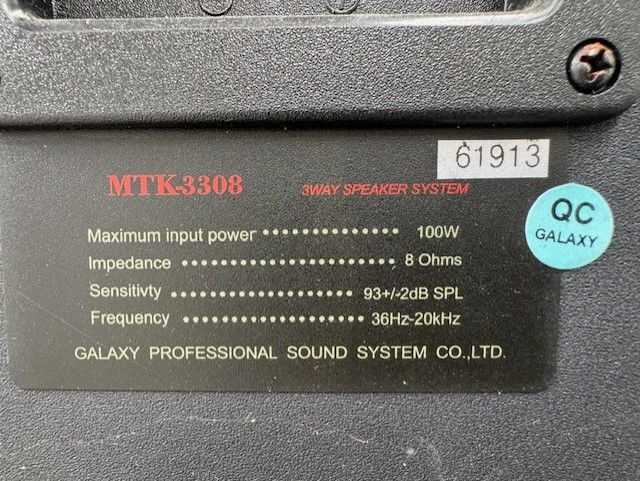 61913
MTK-3308 3WAY SPEAKER SYSTEM
QC
GALAXY
Maximum input power ·············· 100W
Impedance ······················ 8 Ohms
Sensitivty ··················· 93+/-2dB SPL
Frequency ··················· 36Hz-20kHz
GALAXY PROFESSIONAL SOUND SYSTEM CO.,LTD.